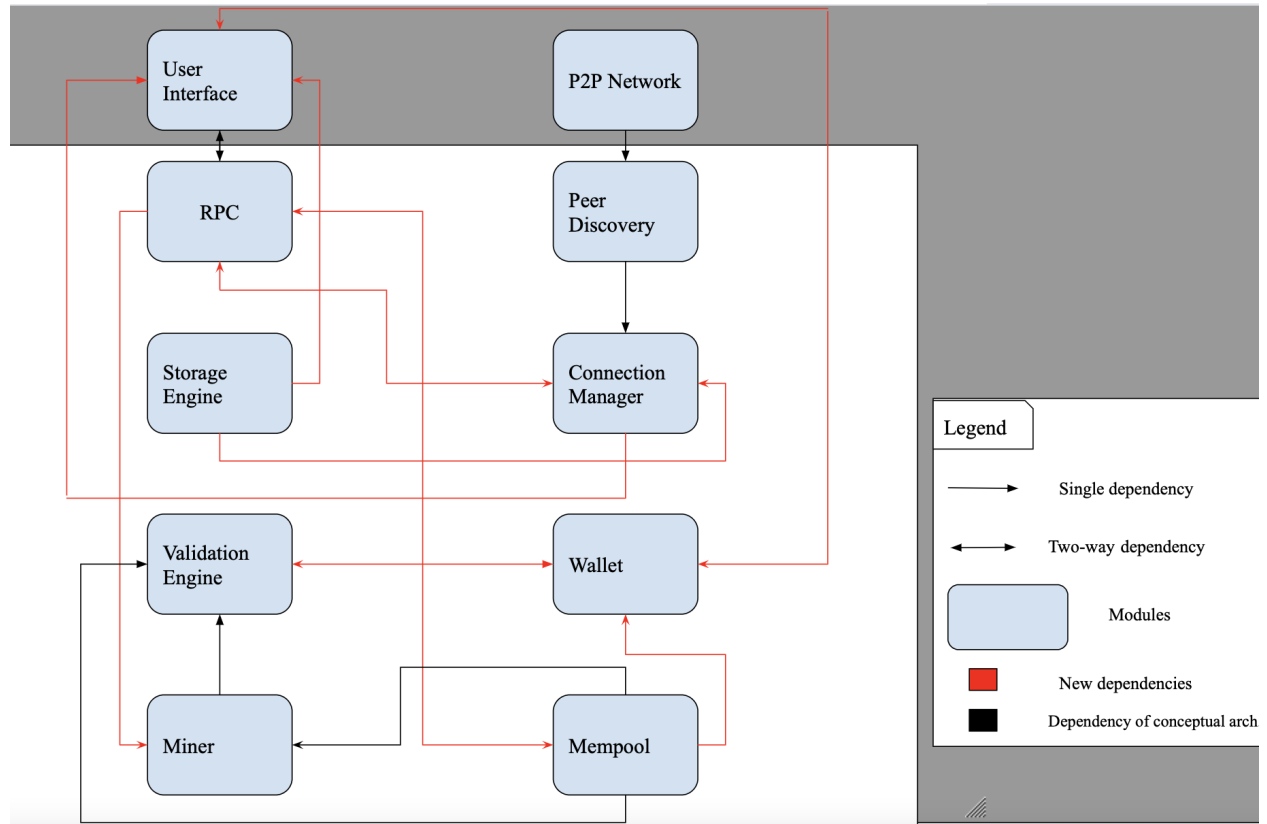 User
Interface
P2P Network
RPC
Peer
Discovery
Storage
Engine
Connection
Manager
Validation
Engine
Wallet
Miner
Mempool
Legend
Single dependency
Two-way dependency
Modules
New dependencies
Dependency of conceptual arch